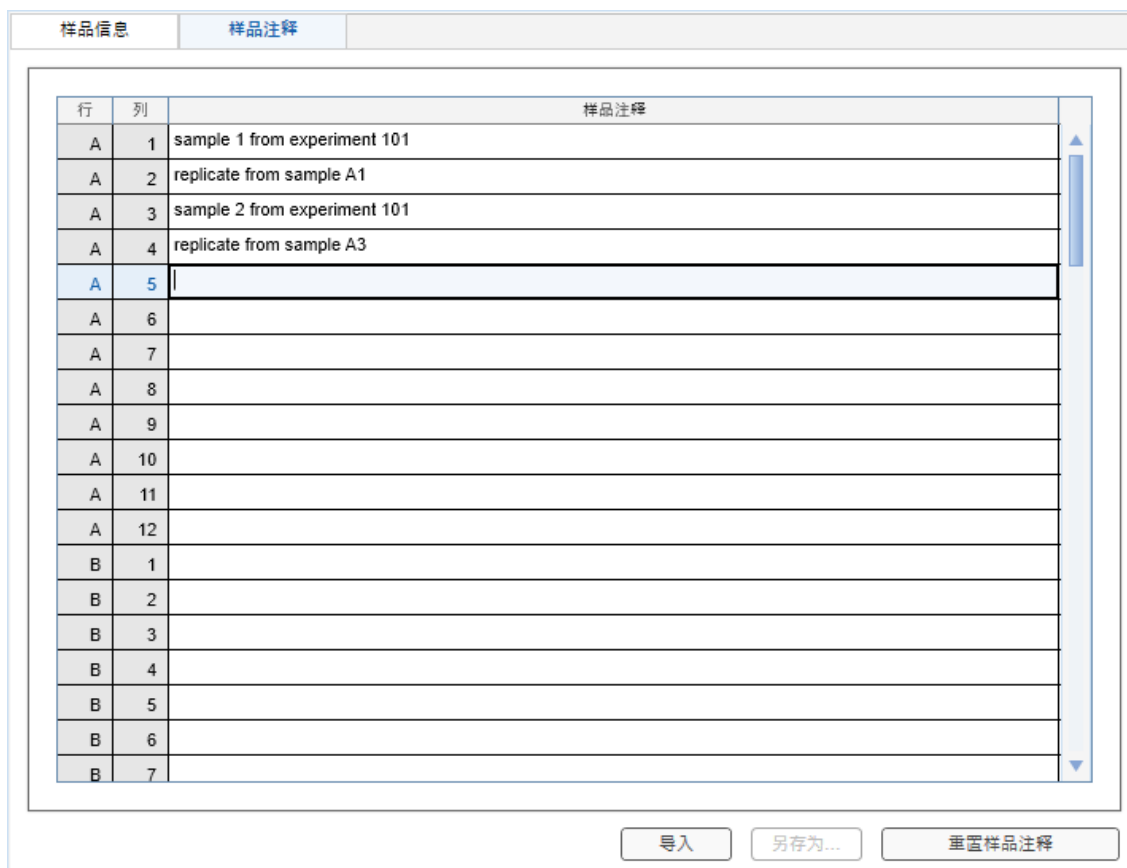 样品信息 样品注释
行 列 样品注释
A 1 sample 1 from experiment 101
A 2 replicate from sample A1
A 3 sample 2 from experiment 101
A 4 replicate from sample A3
A 5
A 6
A 7
A 8
A 9
A 10
A 11
A 12
B 1
B 2
B 3
B 4
B 5
B 6
B 7
导入 另存为... 重置样品注释